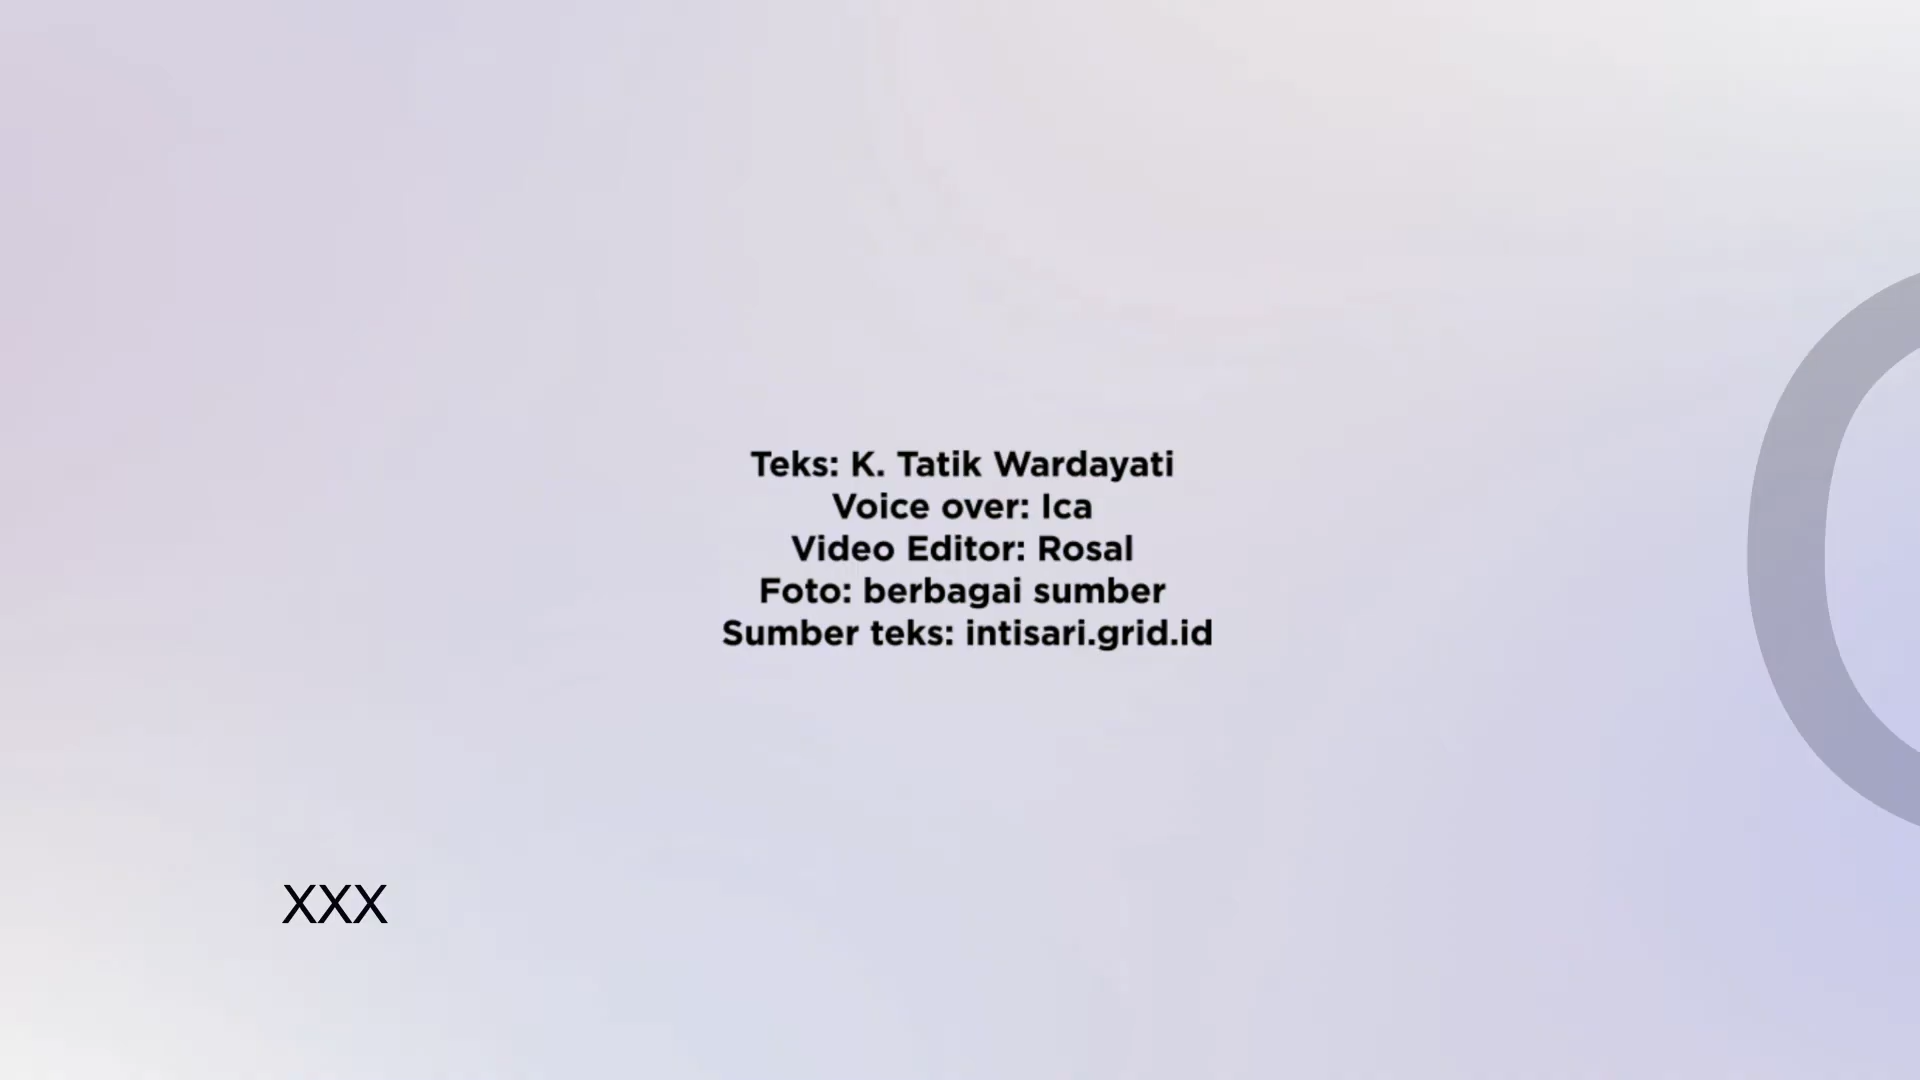 Teks: K. Tatik Wardayati
Voice over: Ica
Video Editor: Rosal
Foto: berbagai sumber
Sumber teks: intisari.grid.id
XXX